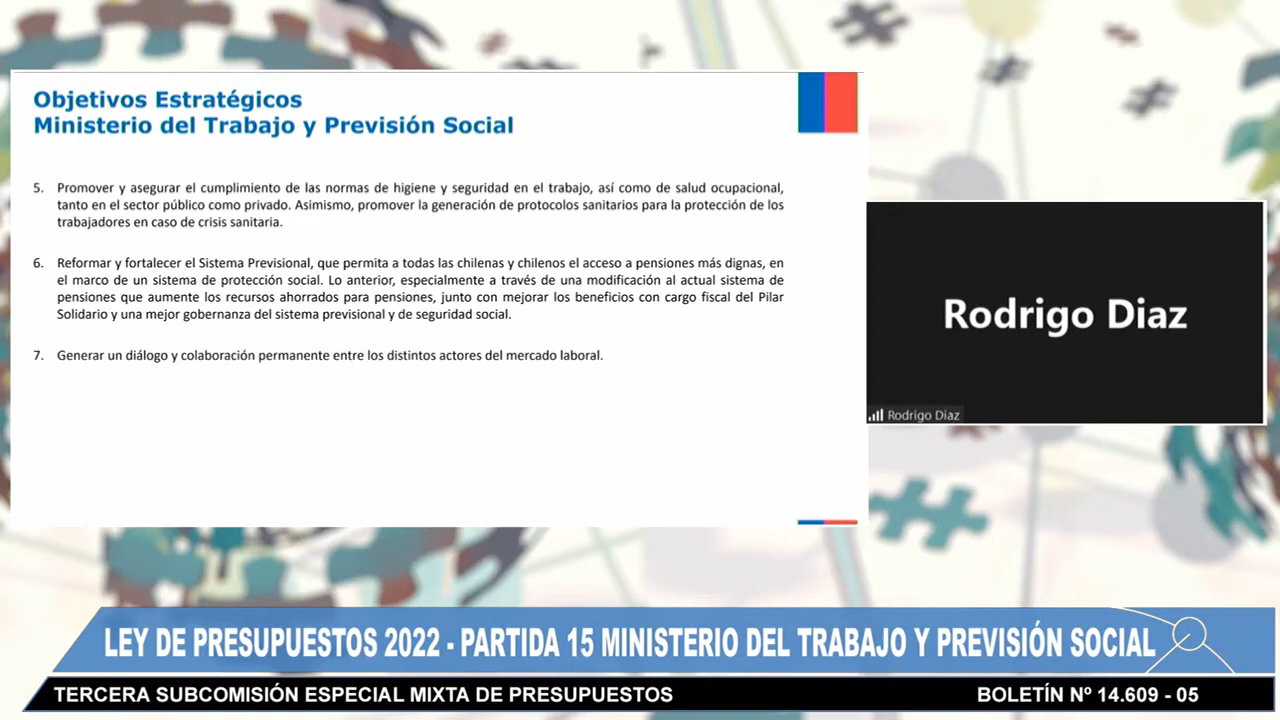 Objetivos Estratégicos
Ministerio del Trabajo y Previsión Social
5. Promover y asegurar el cumplimiento de las normas de higiene y seguridad en el trabajo, así como de salud ocupacional,
tanto en el sector público como privado. Asimismo, promover la generación de protocolos sanitarios para la protección de los
trabajadores en caso de crisis sanitaria.
6. Reformar y fortalecer el Sistema Previsional, que permita a todas las chilenas y chilenos el acceso a pensiones más dignas, en
el marco de un sistema de protección social. Lo anterior, especialmente a través de una modificación al actual sistema de
pensiones que aumente los recursos ahorrados para pensiones, junto con mejorar los beneficios con cargo fiscal del Pilar
Solidario y una mejor gobernanza del sistema previsional y de seguridad social.
7. Generar un diálogo y colaboración permanente entre los distintos actores del mercado laboral.
Rodrigo Diaz
Rodrigo Diaz
LEY DE PRESUPUESTOS 2022 - PARTIDA 15 MINISTERIO DEL TRABAJO Y PREVISIÓN SOCIAL
TERCERA SUBCOMISIÓN ESPECIAL MIXTA DE PRESUPUESTOS
BOLETÍN Nº 14.609 - 05